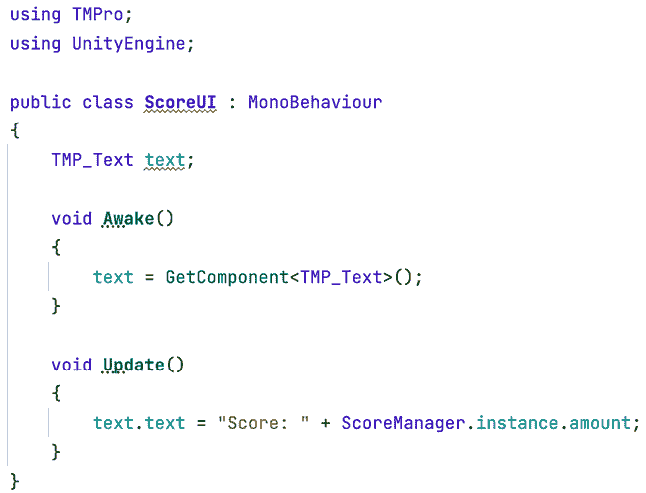 using TMPro;
using UnityEngine;
public class ScoreUI : MonoBehaviour
{
TMP_Text text;
void Awake()
{
text = GetComponent<TMP_Text>();
}
void Update()
{
text.text = "Score: " + ScoreManager.instance.amount;
}
}